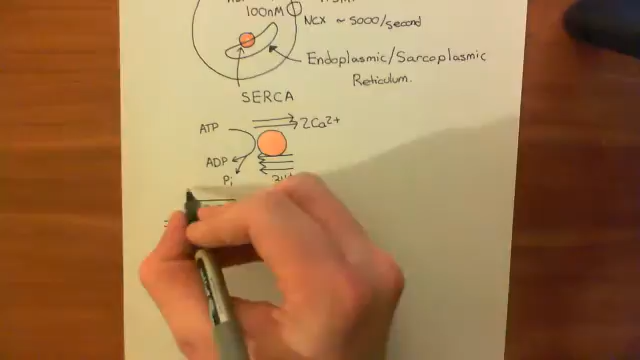 100nM
NCX ~ 5000/second
Endoplasmic/Sarcoplasmic
Reticulum.
SERCA
ATP
2Ca2+
ADP
Pi